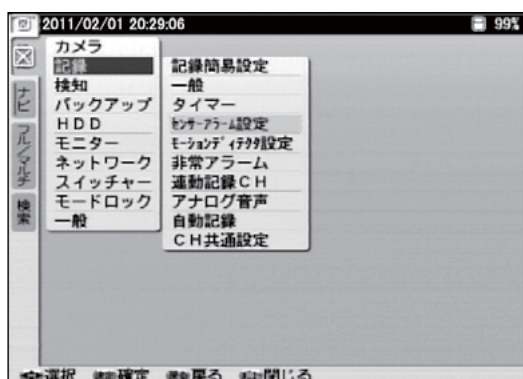 2011/02/01 20:29:06 99%
カメラ
記録
検知
バックアップ
HDD
モニター
ネットワーク
スイッチャー
モードロック
一般
記録簡易設定
一般
タイマー
ｾﾝｻｰｱﾗｰﾑ設定
ﾓｰｼｮﾝﾃﾞｨﾃｸﾀ設定
非常アラーム
連動記録CH
アナログ音声
自動記録
CH共通設定
ナビ
フル/マルチ
検索
選択 確定 戻る 閉じる